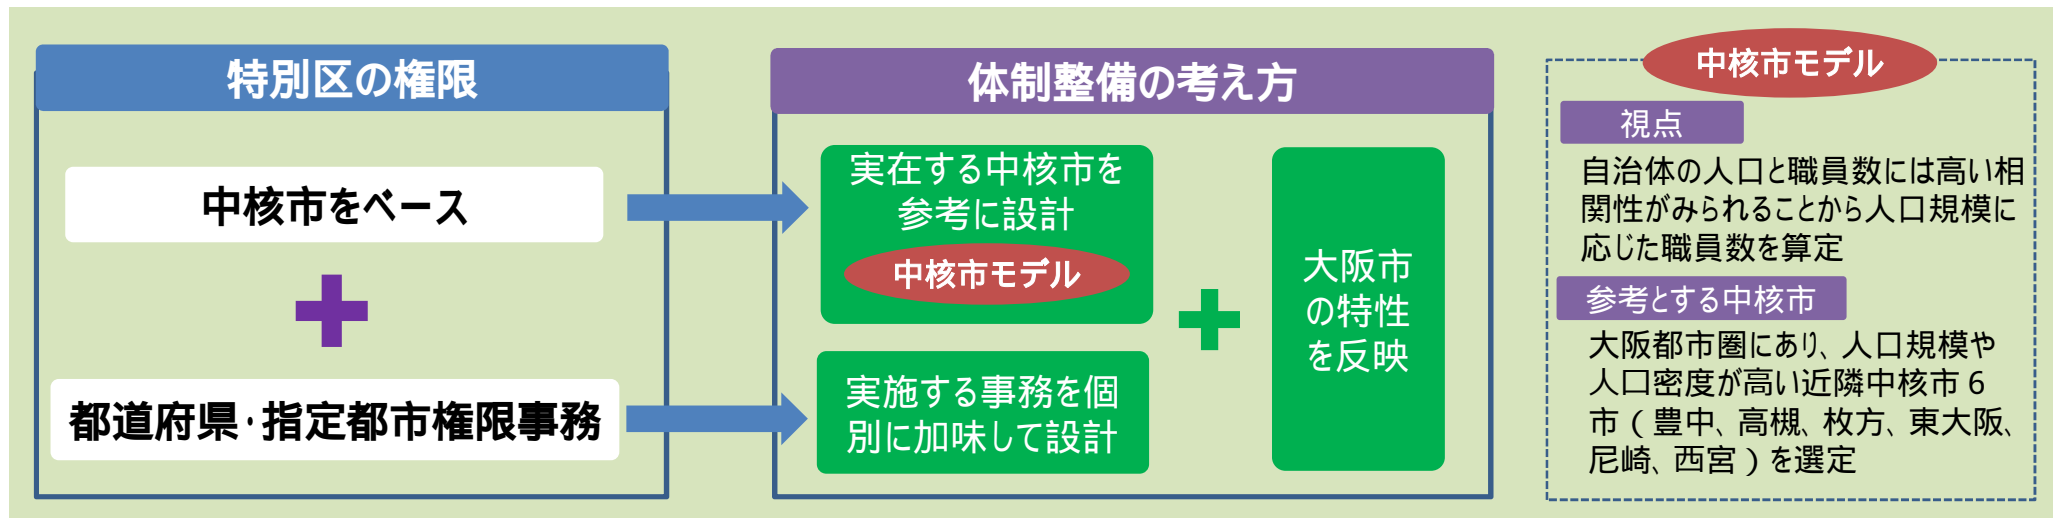 特別区の権限
中核市をベース
都道府県・指定都市権限事務
体制整備の考え方
実在する中核市を
参考に設計
中核市モデル
実施する事務を個
別に加味して設計
大阪市
の特性
を反映
中核市モデル
視点
自治体の人口と職員数には高い相
関性がみられることから人口規模に
応じた職員数を算定
参考とする中核市
大阪都市圏にあり、人口規模や
人口密度が高い近隣中核市6
市(豊中、高槻、枚方、東大阪、
尼崎、西宮)を選定